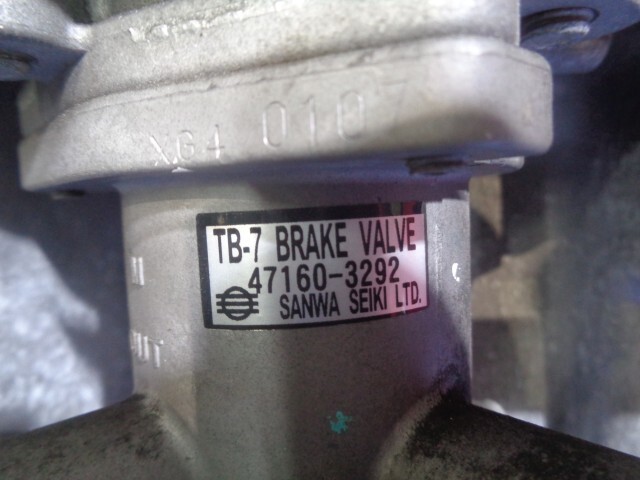 XG4 0107
TB-7 BRAKE VALVE
47160-3292
SANWA SEIKI LTD.